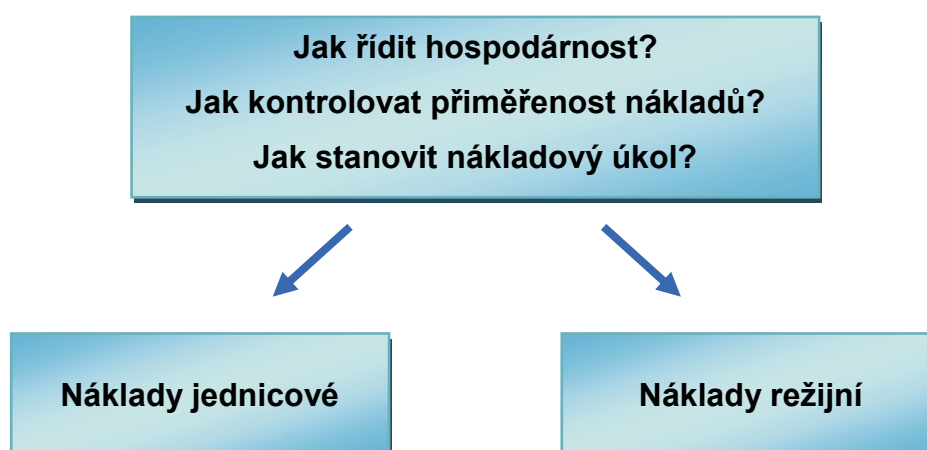 Jak řídit hospodárnost?
Jak kontrolovat přiměřenost nákladů?
Jak stanovit nákladový úkol?
Náklady jednicové
Náklady režijní